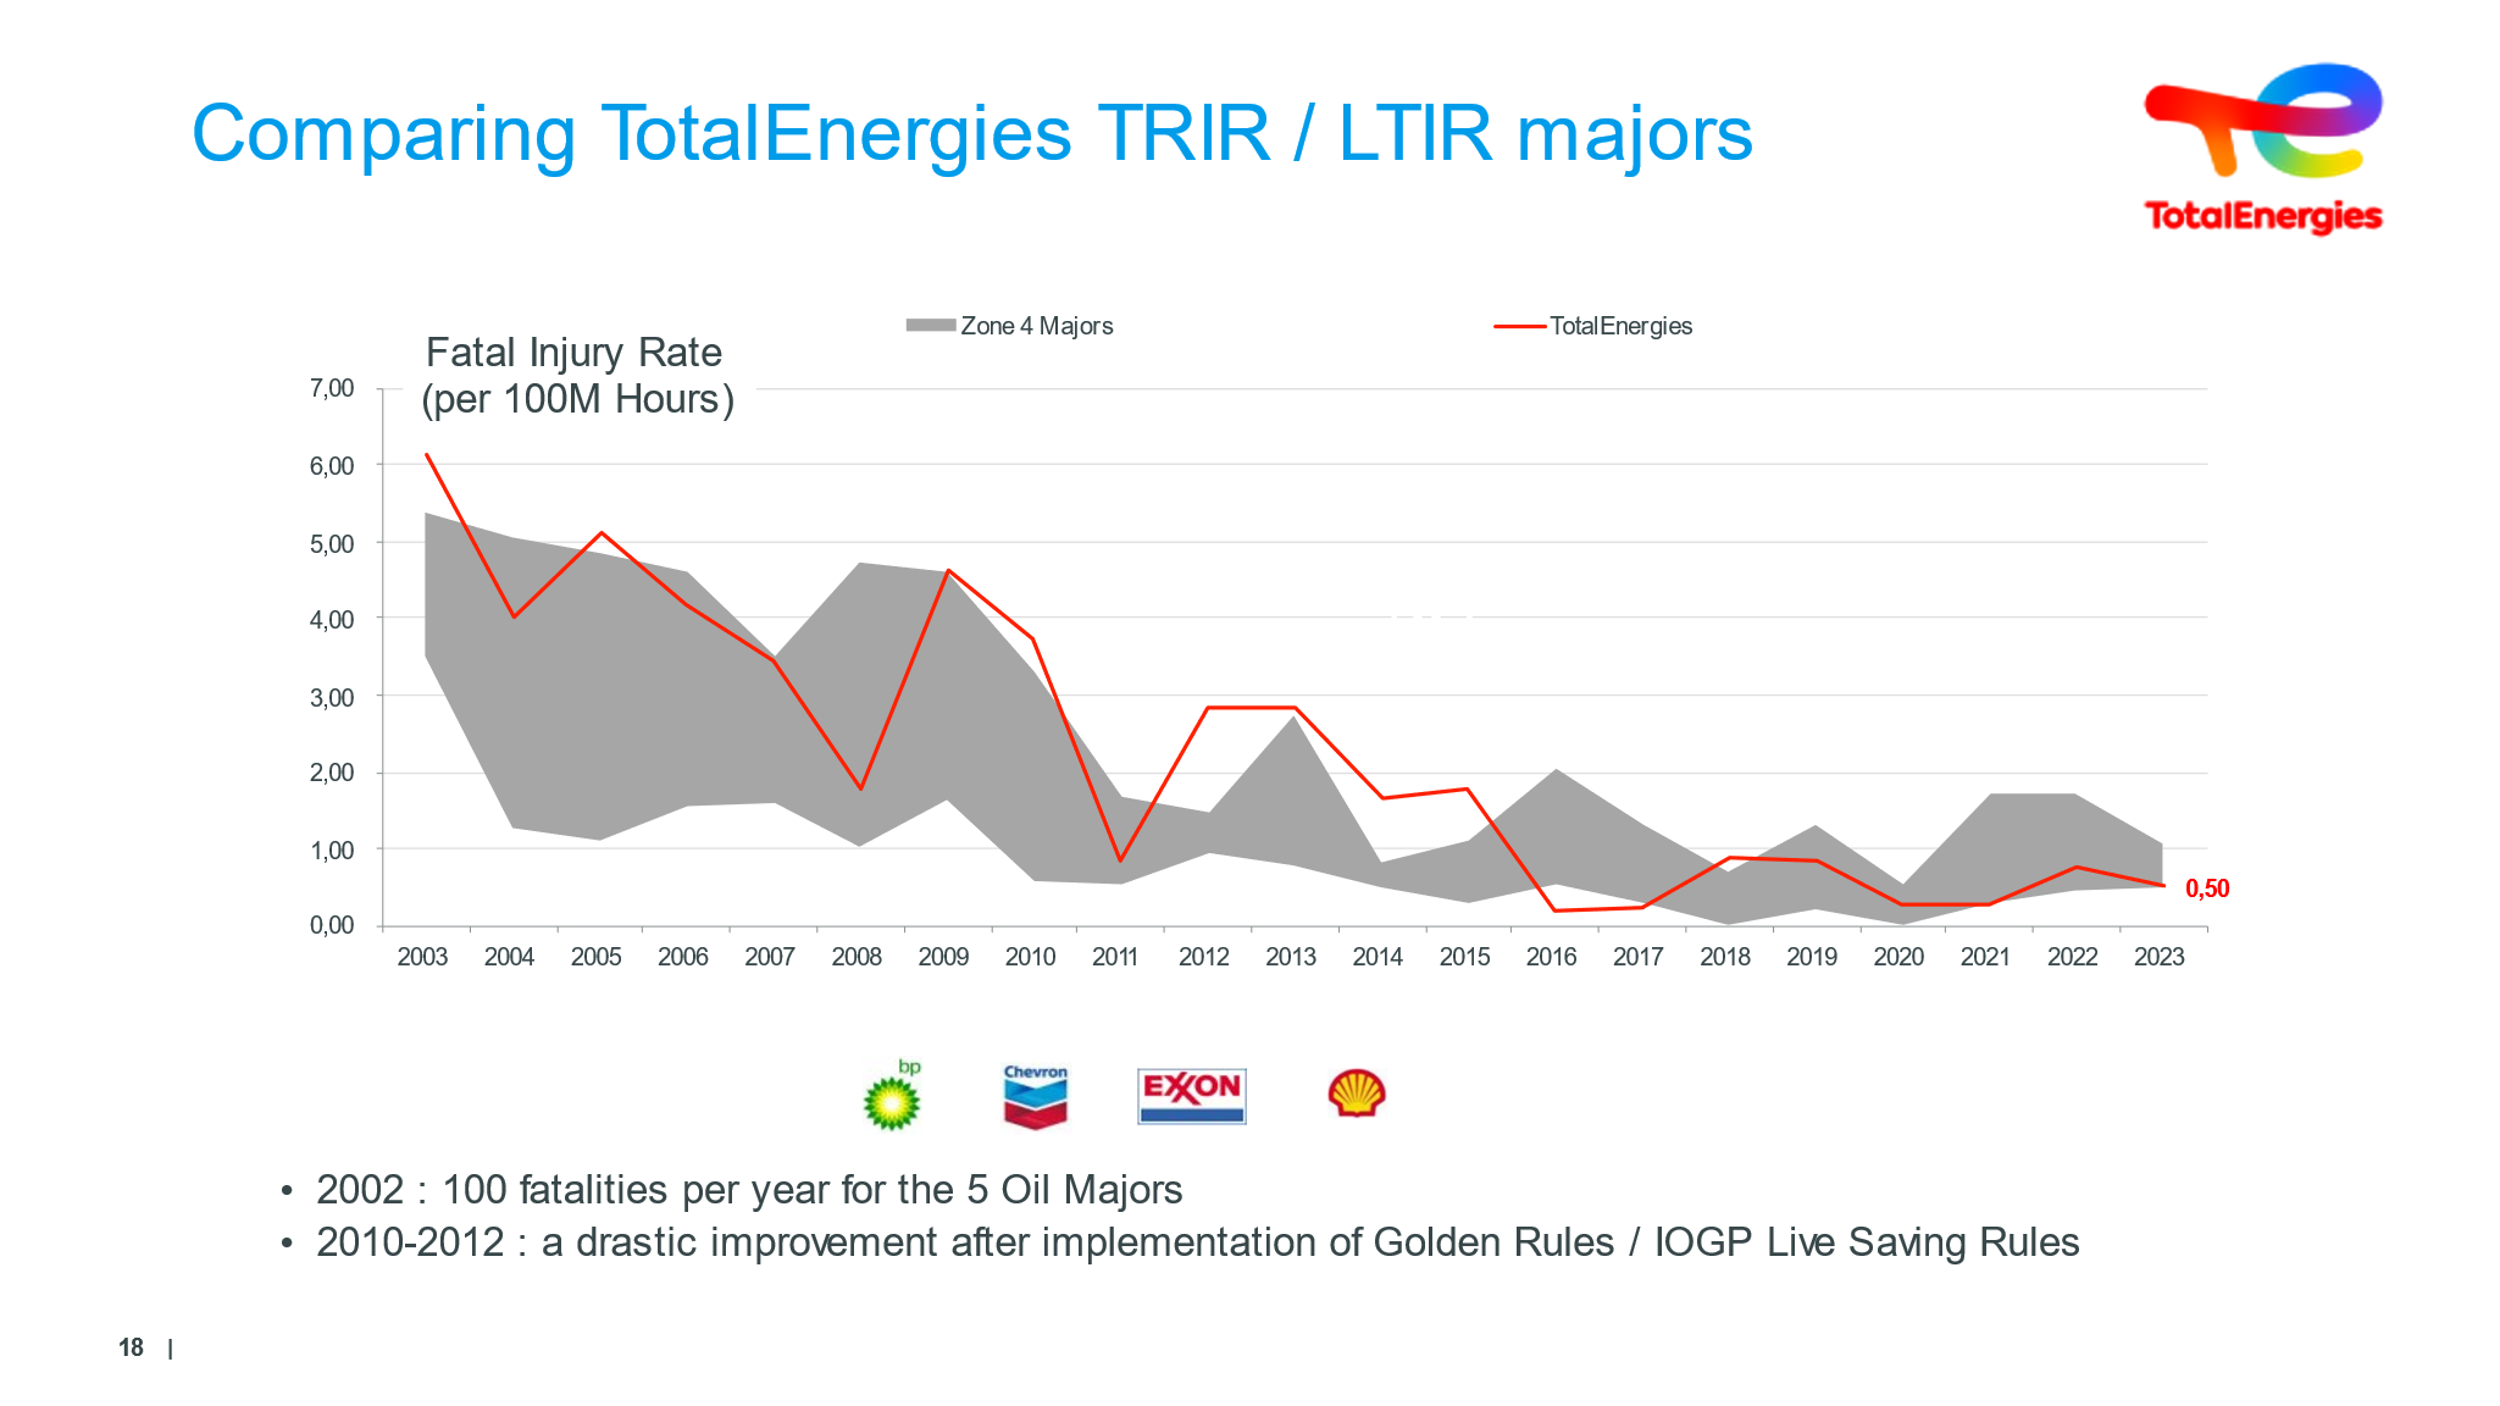 Comparing TotalEnergies TRIR / LTIR majors
TotalEnergies
Zone 4 Majors
TotalEnergies
Fatal Injury Rate
(per 100M Hours)
7,00
6,00
5,00
4,00
3,00
2,00
1,00
0,00
0,50
2003 2004 2005 2006 2007 2008 2009 2010 2011 2012 2013 2014 2015 2016 2017 2018 2019 2020 2021 2022 2023
bp
Chevron
EXXON
• 2002 : 100 fatalities per year for the 5 Oil Majors
• 2010-2012 : a drastic improvement after implementation of Golden Rules / IOGP Live Saving Rules
18 |